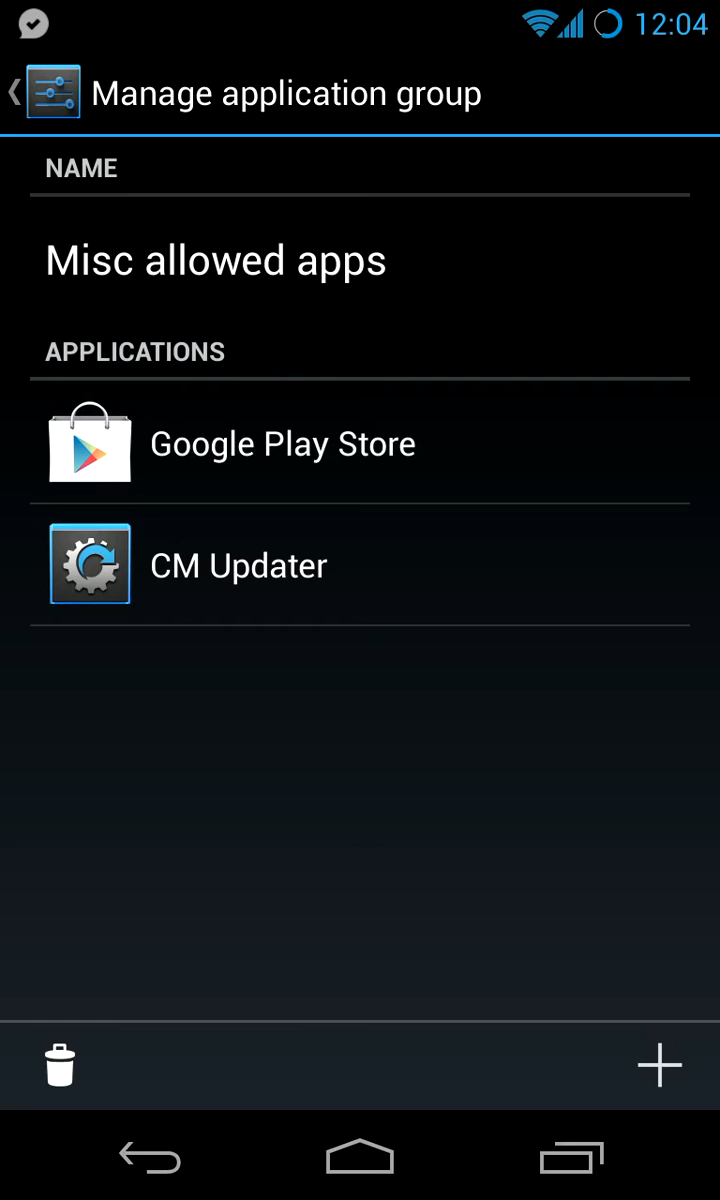 12:04
Manage application group
NAME
Misc allowed apps
APPLICATIONS
Google Play Store
CM Updater